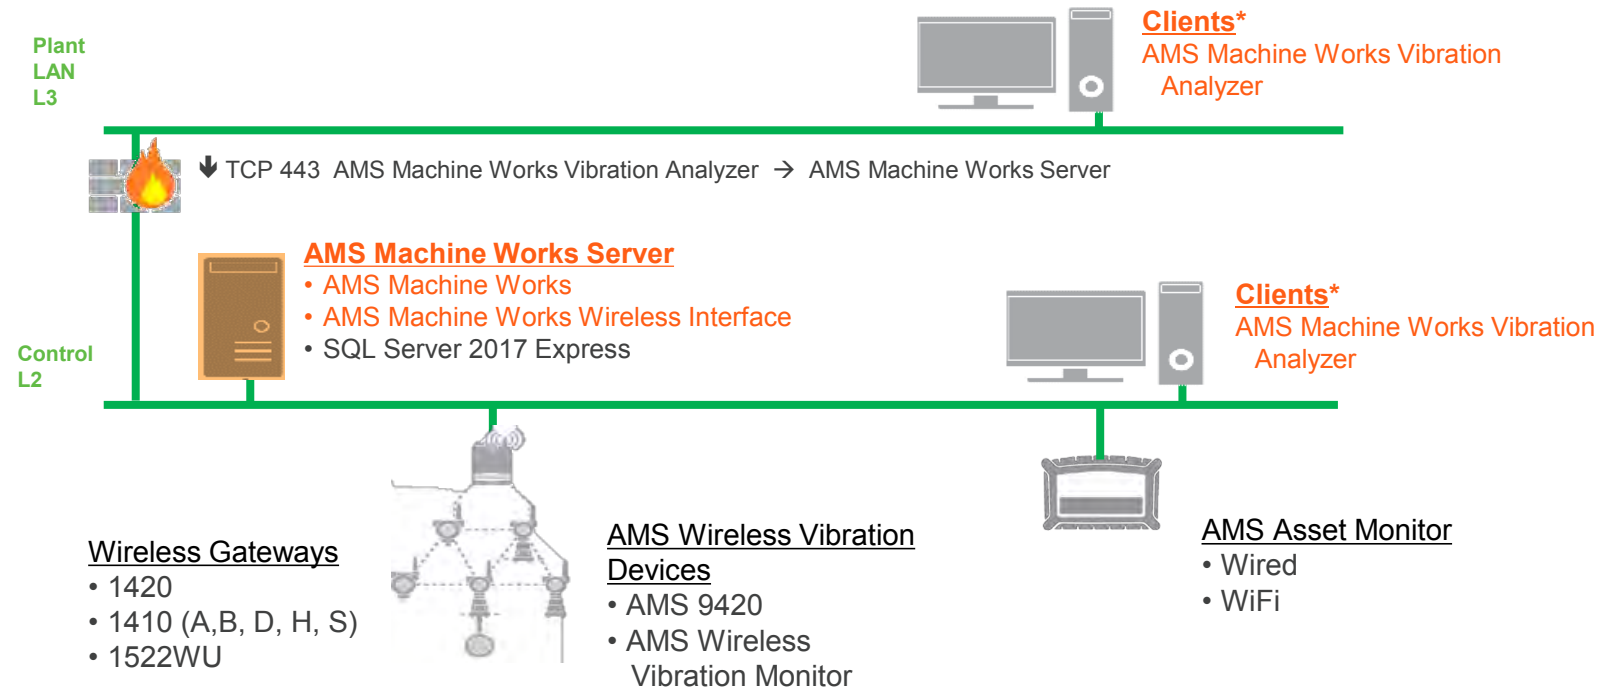 Plant
LAN
L3
Clients*
AMS Machine Works Vibration
Analyzer
🡻 TCP 443 AMS Machine Works Vibration Analyzer → AMS Machine Works Server
AMS Machine Works Server
• AMS Machine Works
• AMS Machine Works Wireless Interface
• SQL Server 2017 Express
Clients*
AMS Machine Works Vibration
Analyzer
Control
L2
Wireless Gateways
• 1420
• 1410 (A,B, D, H, S)
• 1522WU
AMS Wireless Vibration
Devices
• AMS 9420
• AMS Wireless
Vibration Monitor
AMS Asset Monitor
• Wired
• WiFi